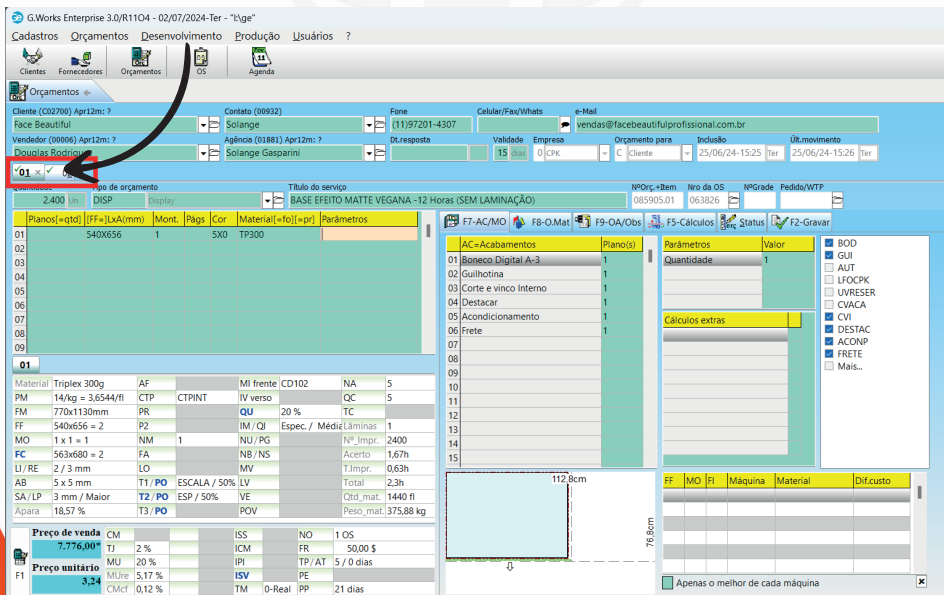 G.Works Enterprise 3.0/R11O4 - 02/07/2024-Ter - "I:\ge"
Cadastros Orçamentos Desenvolvimento Produção Usuários ?
Clientes Fornecedores Orçamentos OS Agenda
Orçamentos
Cliente (C02700) Apr12m: ? Contato (00932) Fone Celular/Fax/Whats e-Mail
Face Beautiful Solange (11)97201-4307 vendas@facebeautifulprofissional.com.br
Vendedor (00006) Apr12m: ? Agência (01881) Apr12m: ? Dt.resposta Validade Empresa Orçamento para Inclusão Últ.movimento
Douglas Rodrigu Solange Gasparini 15 dias 0 CPK C Cliente 25/06/24-15:25 Ter 25/06/24-15:26 Ter
01 × 0
Quantidade Tipo de orçamento Título do serviço NºOrç.+Item Nro da OS NºGrade Pedido/WTP
2.400 Un DISP Display BASE EFEITO MATTE VEGANA -12 Horas (SEM LAMINAÇÃO) 085905.01 063826
Planos[=qtd] [FF=]LxA(mm) Mont. Págs Cor Material[=fo][=pr] Parâmetros F7-AC/MO F8-O.Mat F9-OA/Obs F5-Cálculos Status F2-Gravar
01 540X656 1 5X0 TP300
02
03
04
05
06
07
08
09
AC=Acabamentos Plano(s)
01 Boneco Digital A-3 1
02 Guilhotina 1
03 Corte e vinco Interno 1
04 Destacar 1
05 Acondicionamento 1
06 Frete 1
07
08
09
10
11
12
13
14
15
Parâmetros Valor
Quantidade 1
Cálculos extras
BOD
GUI
AUT
LFOCPK
UVRESER
CVACA
CVI
DESTAC
ACONP
FRETE
Mais...
01
Material Triplex 300g AF MI frente CD102 NA 5
PM 14/kg = 3,6544/fl CTP CTPINT IV verso QC 5
FM 770x1130mm PR QU 20 % TC
FF 540x656 = 2 P2 IM/QI Espec. / Média Lâminas 1
MO 1 x 1 = 1 NM 1 NU/PG Nº_Impr. 2400
FC 563x680 = 2 FA NB/NS Acerto 1,67h
LI/RE 2 / 3 mm LO MV T.Impr. 0,63h
AB 5 x 5 mm T1/PO ESCALA / 50% LV Total 2,3h
SA/LP 3 mm / Maior T2/PO ESP / 50% VE Qtd_mat. 1440 fl
Apara 18,57 % T3/PO POV Peso_mat. 375,88 kg
112,8cm
76,8cm
FF MO FI Máquina Material Dif.custo
Apenas o melhor de cada máquina
Preço de venda CM ISS NO 1 OS
7.776,00* TJ 2 % ICM FR 50,00 $
Preço unitário MU 20 % IPI TP/AT 5 / 0 dias
F1 3,24 MUre 5,17 % ISV PE
CMcf 0,12 % TM 0-Real PP 21 dias